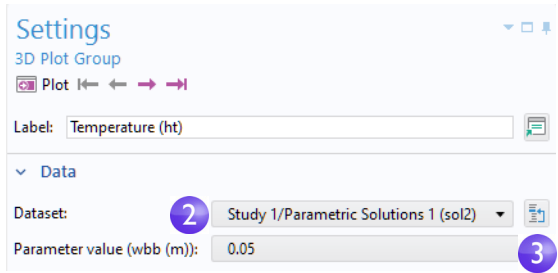 Settings
3D Plot Group
Plot
Label: Temperature (ht)
Data
Dataset: 2 Study 1/Parametric Solutions 1 (sol2)
Parameter value (wbb (m)): 0.05 3